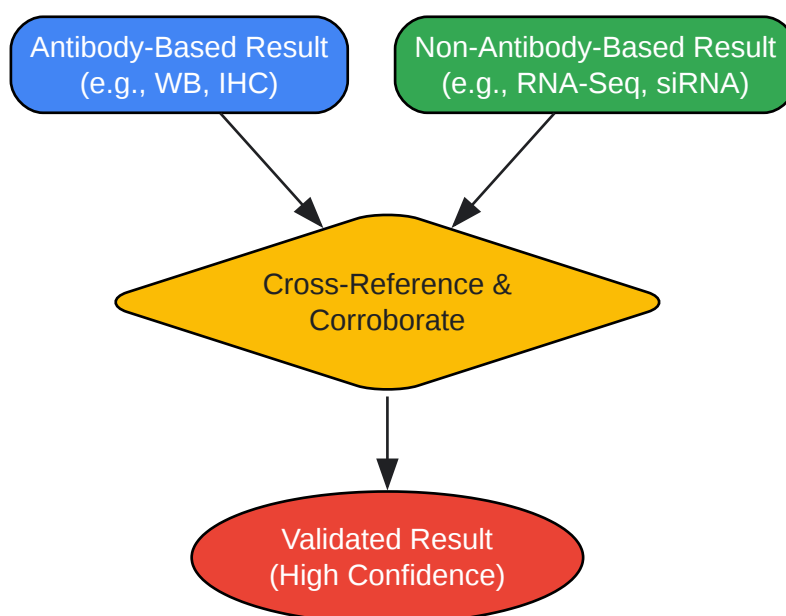 Antibody-Based Result
(e.g., WB, IHC)
Non-Antibody-Based Result
(e.g., RNA-Seq, siRNA)
Cross-Reference &
Corroborate
Validated Result
(High Confidence)